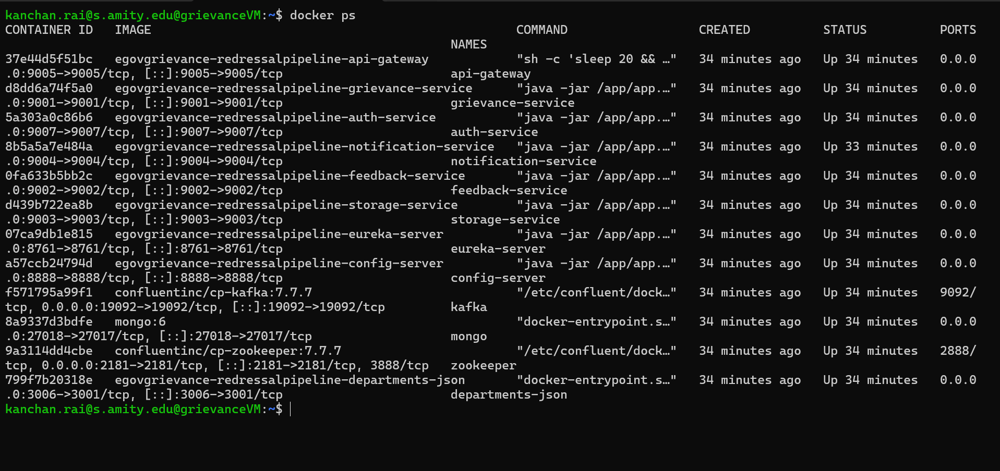 kanchan.rai@s.amity.edu@grievanceVM:~$ docker ps
CONTAINER ID   IMAGE                                                  COMMAND                  CREATED          STATUS          PORTS
                                                             NAMES
37e44d5f51bc   egovgrievance-redressalpipeline-api-gateway            "sh -c 'sleep 20 && …"   34 minutes ago   Up 34 minutes   0.0.0
.0:9005->9005/tcp, [::]:9005->9005/tcp                       api-gateway
d8dd6a74f5a0   egovgrievance-redressalpipeline-grievance-service      "java -jar /app/app.…"   34 minutes ago   Up 34 minutes   0.0.0
.0:9001->9001/tcp, [::]:9001->9001/tcp                       grievance-service
5a303a0c86b6   egovgrievance-redressalpipeline-auth-service           "java -jar /app/app.…"   34 minutes ago   Up 34 minutes   0.0.0
.0:9007->9007/tcp, [::]:9007->9007/tcp                       auth-service
8b5a5a7e484a   egovgrievance-redressalpipeline-notification-service   "java -jar /app/app.…"   34 minutes ago   Up 33 minutes   0.0.0
.0:9004->9004/tcp, [::]:9004->9004/tcp                       notification-service
0fa633b5bb2c   egovgrievance-redressalpipeline-feedback-service       "java -jar /app/app.…"   34 minutes ago   Up 34 minutes   0.0.0
.0:9002->9002/tcp, [::]:9002->9002/tcp                       feedback-service
d439b722ea8b   egovgrievance-redressalpipeline-storage-service        "java -jar /app/app.…"   34 minutes ago   Up 34 minutes   0.0.0
.0:9003->9003/tcp, [::]:9003->9003/tcp                       storage-service
07ca9db1e815   egovgrievance-redressalpipeline-eureka-server          "java -jar /app/app.…"   34 minutes ago   Up 34 minutes   0.0.0
.0:8761->8761/tcp, [::]:8761->8761/tcp                       eureka-server
a57ccb24794d   egovgrievance-redressalpipeline-config-server          "java -jar /app/app.…"   34 minutes ago   Up 34 minutes   0.0.0
.0:8888->8888/tcp, [::]:8888->8888/tcp                       config-server
f571795a99f1   confluentinc/cp-kafka:7.7.7                            "/etc/confluent/dock…"   34 minutes ago   Up 34 minutes   9092/
tcp, 0.0.0.0:19092->19092/tcp, [::]:19092->19092/tcp         kafka
8a9337d3bdfe   mongo:6                                                "docker-entrypoint.s…"   34 minutes ago   Up 34 minutes   0.0.0
.0:27018->27017/tcp, [::]:27018->27017/tcp                   mongo
9a3114dd4cbe   confluentinc/cp-zookeeper:7.7.7                        "/etc/confluent/dock…"   34 minutes ago   Up 34 minutes   2888/
tcp, 0.0.0.0:2181->2181/tcp, [::]:2181->2181/tcp, 3888/tcp   zookeeper
799f7b20318e   egovgrievance-redressalpipeline-departments-json       "docker-entrypoint.s…"   34 minutes ago   Up 34 minutes   0.0.0
.0:3006->3001/tcp, [::]:3006->3001/tcp                       departments-json
kanchan.rai@s.amity.edu@grievanceVM:~$